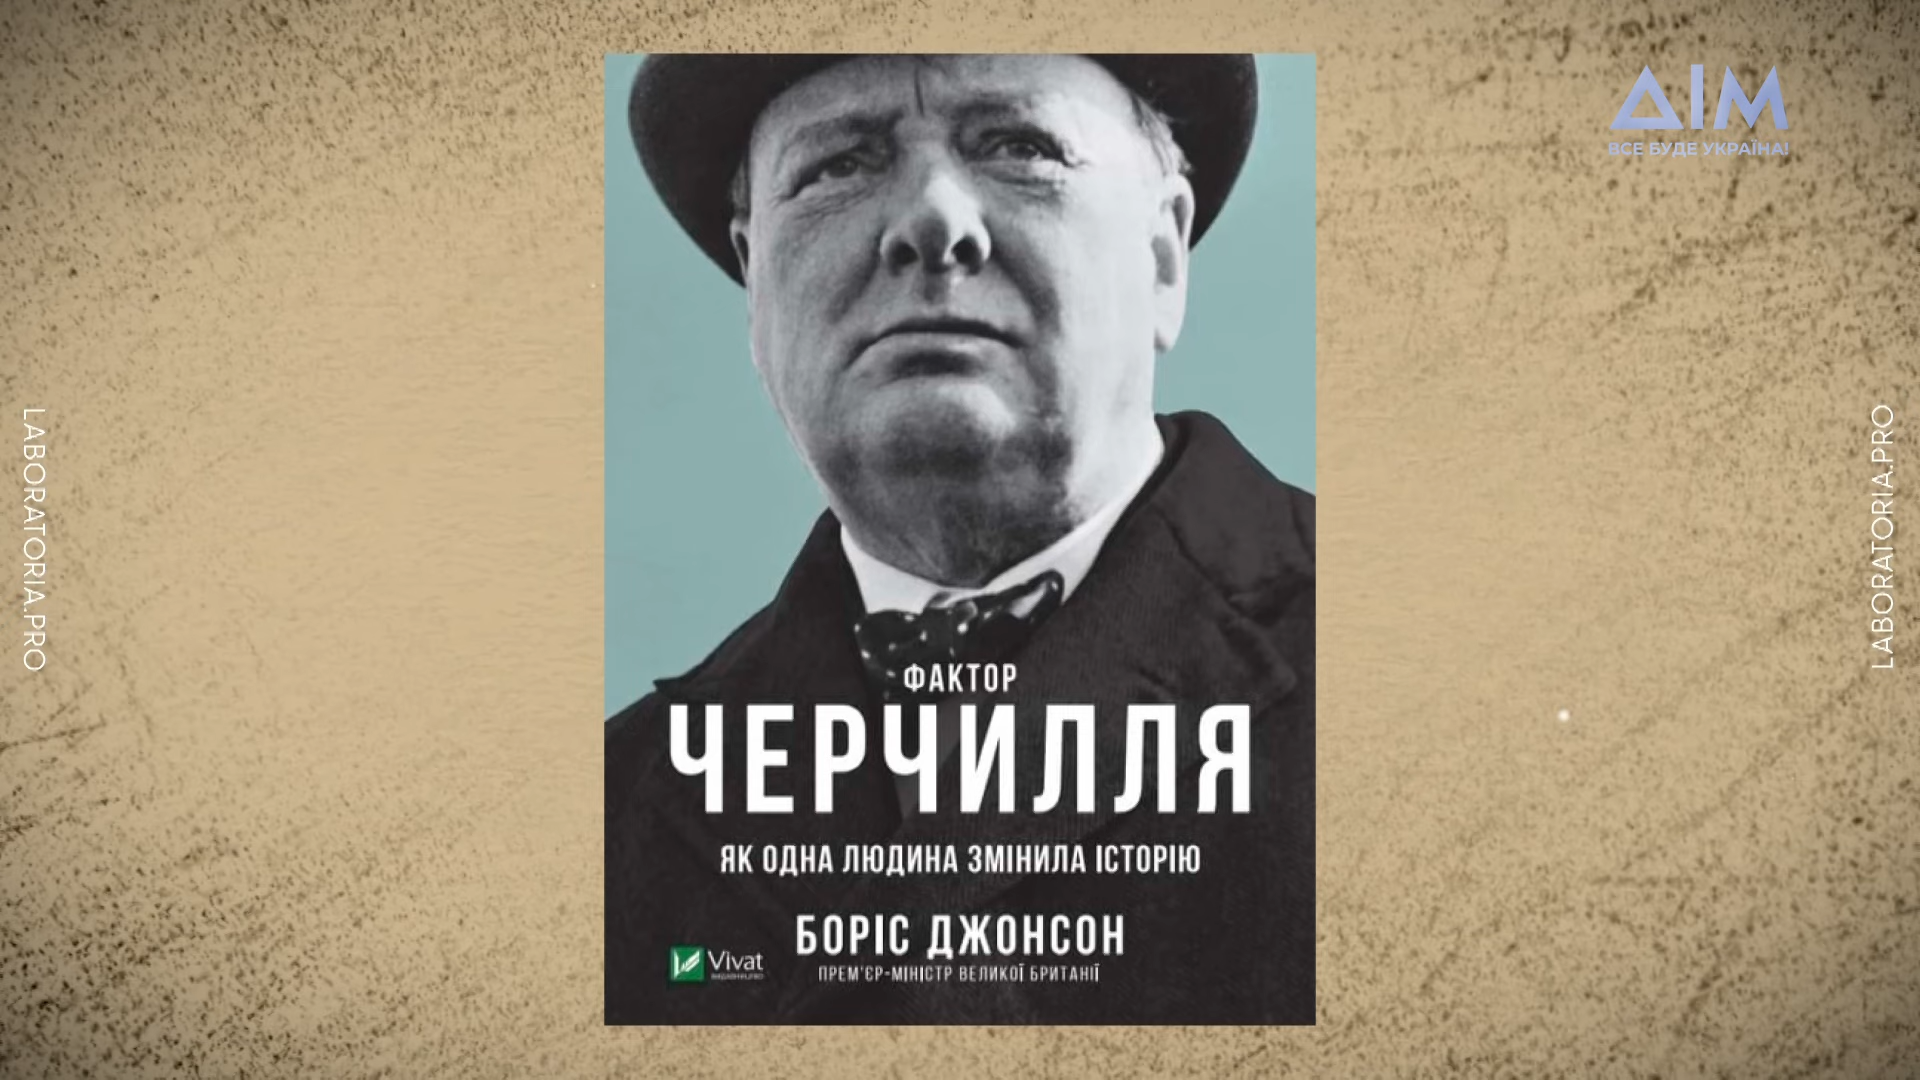 ДІМ
ВСЕ БУДЕ УКРАЇНА!
LABORATORIA.PRO
LABORATORIA.PRO
ФАКТОР
ЧЕРЧИЛЛЯ
ЯК ОДНА ЛЮДИНА ЗМІНИЛА ІСТОРІЮ
БОРІС ДЖОНСОН
ПРЕМ'ЄР-МІНІСТР ВЕЛИКОЇ БРИТАНІЇ
Vivat
ВИДАВНИЦТВО